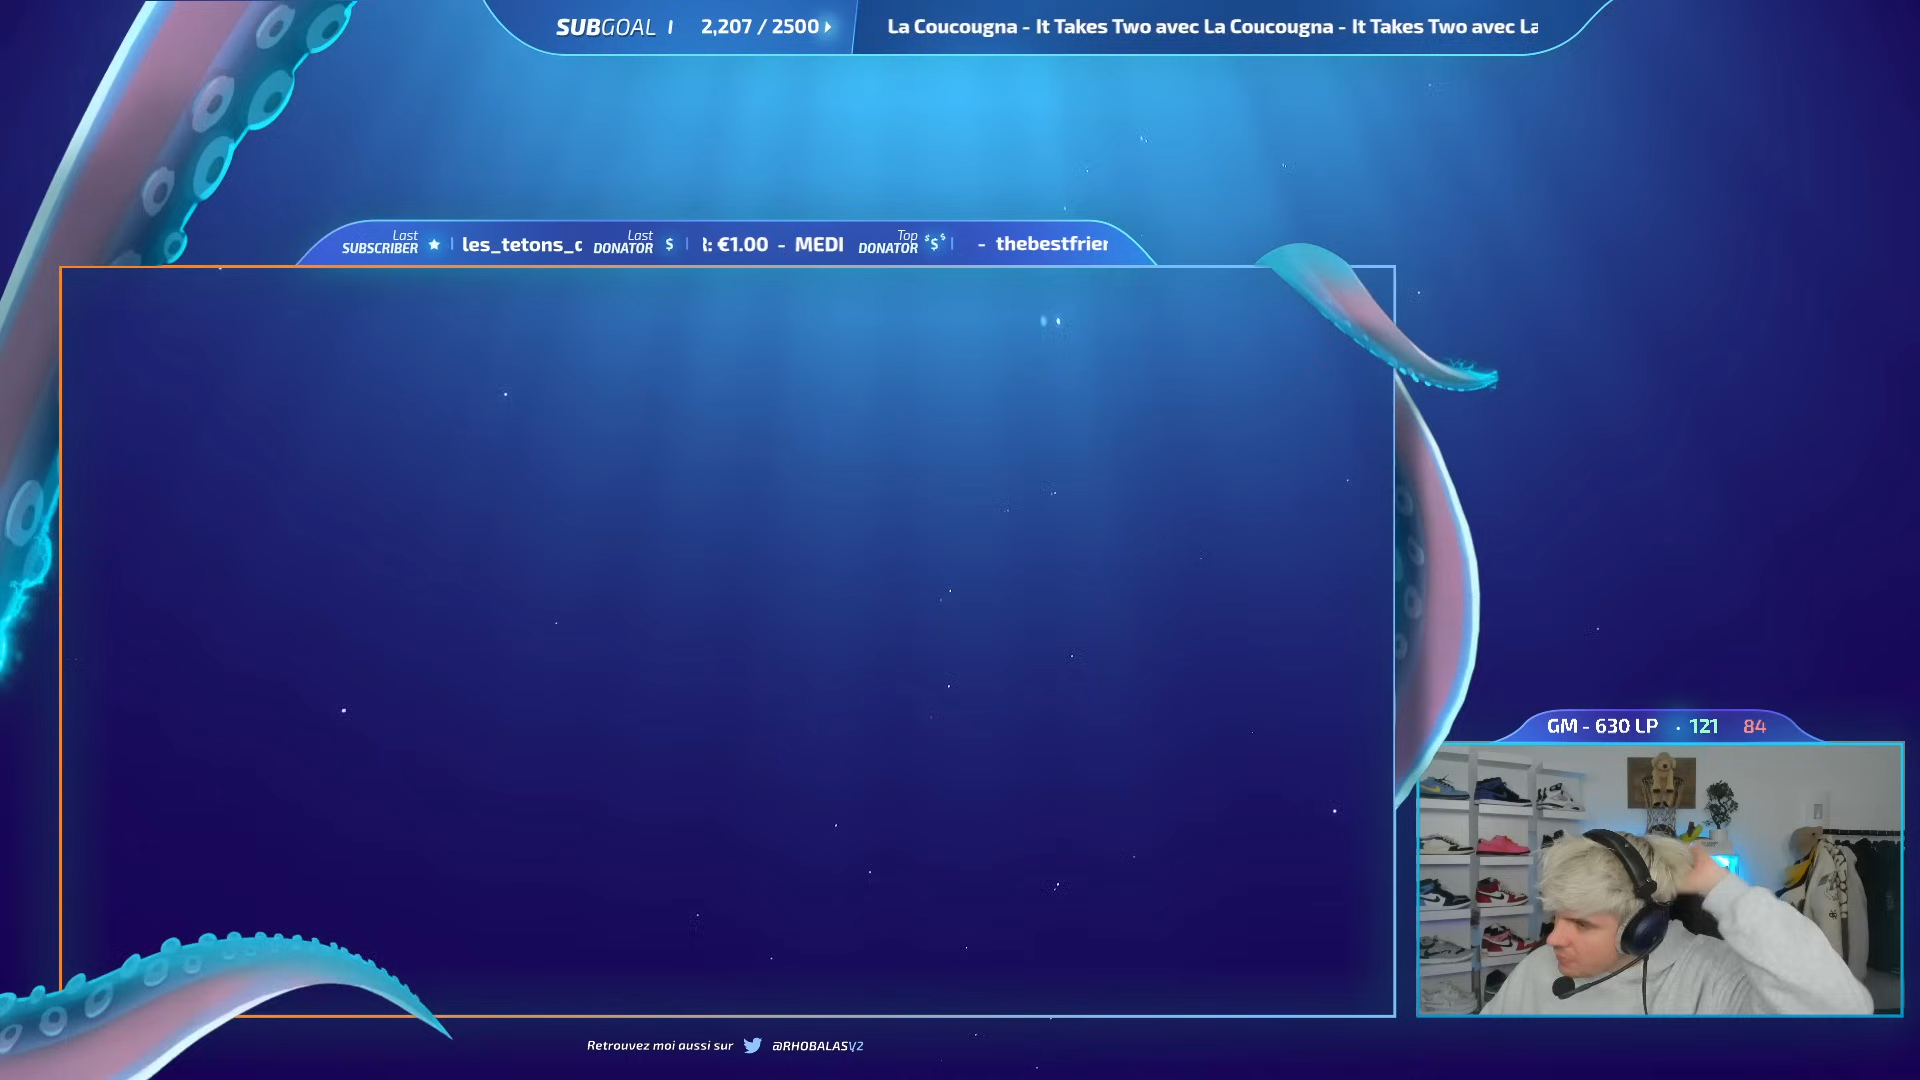 SUBGOAL 2,207 / 2500
La Coucougna - It Takes Two avec La Coucougna - It Takes Two avec La
Last SUBSCRIBER les_tetons_c
Last DONATOR $ : €1.00 - MEDI
Top DONATOR $$$ - thebestfrier
GM - 630 LP · 121 84
Retrouvez moi aussi sur @RHOBALASV2